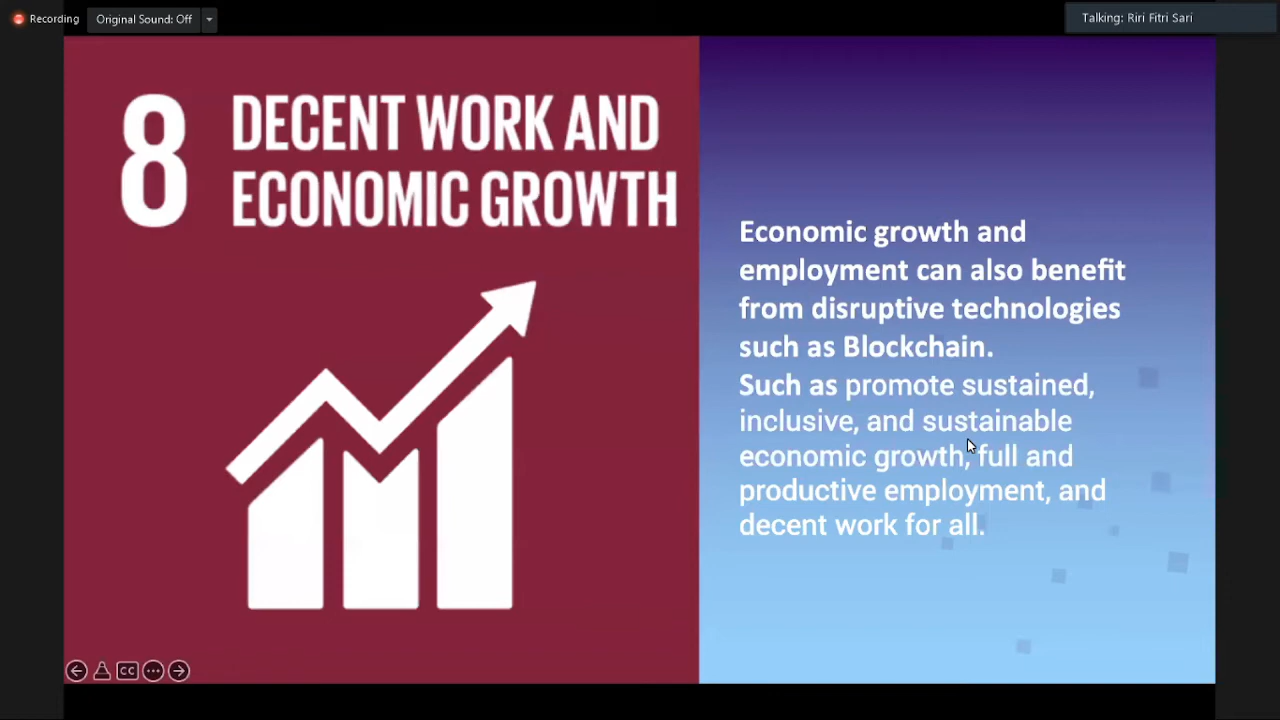 Recording
Original Sound: Off
Talking: Riri Fitri Sari
8
DECENT WORK AND
ECONOMIC GROWTH
Economic growth and
employment can also benefit
from disruptive technologies
such as Blockchain.
Such as promote sustained,
inclusive, and sustainable
economic growth, full and
productive employment, and
decent work for all.
CC